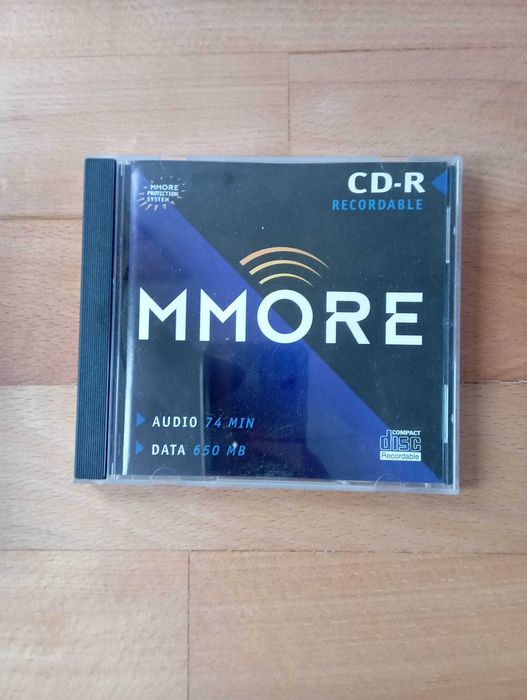 MMORE
PROTECTION
SYSTEM
CD-R
RECORDABLE
MMORE
AUDIO 74 MIN
DATA 650 MB
COMPACT
disc
Recordable